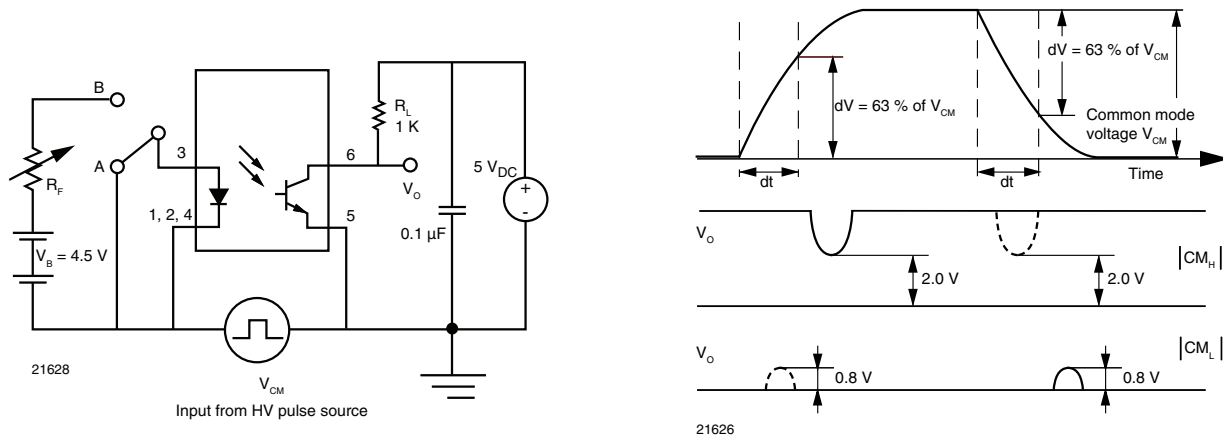 B
A
R_F
V_B = 4.5 V
3
1, 2, 4
6
5
R_L
1 K
V_O
0.1 µF
5 V_DC
+
-
V_CM
Input from HV pulse source
21628
dV = 63 % of V_CM
dV = 63 % of V_CM
Common mode
voltage V_CM
dt
dt
Time
V_O
2.0 V
2.0 V
|CM_H|
V_O
0.8 V
0.8 V
|CM_L|
21626